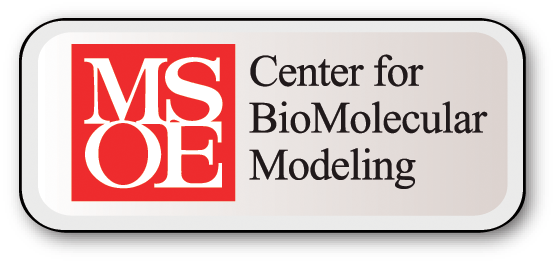 MS
OE
Center for
BioMolecular
Modeling